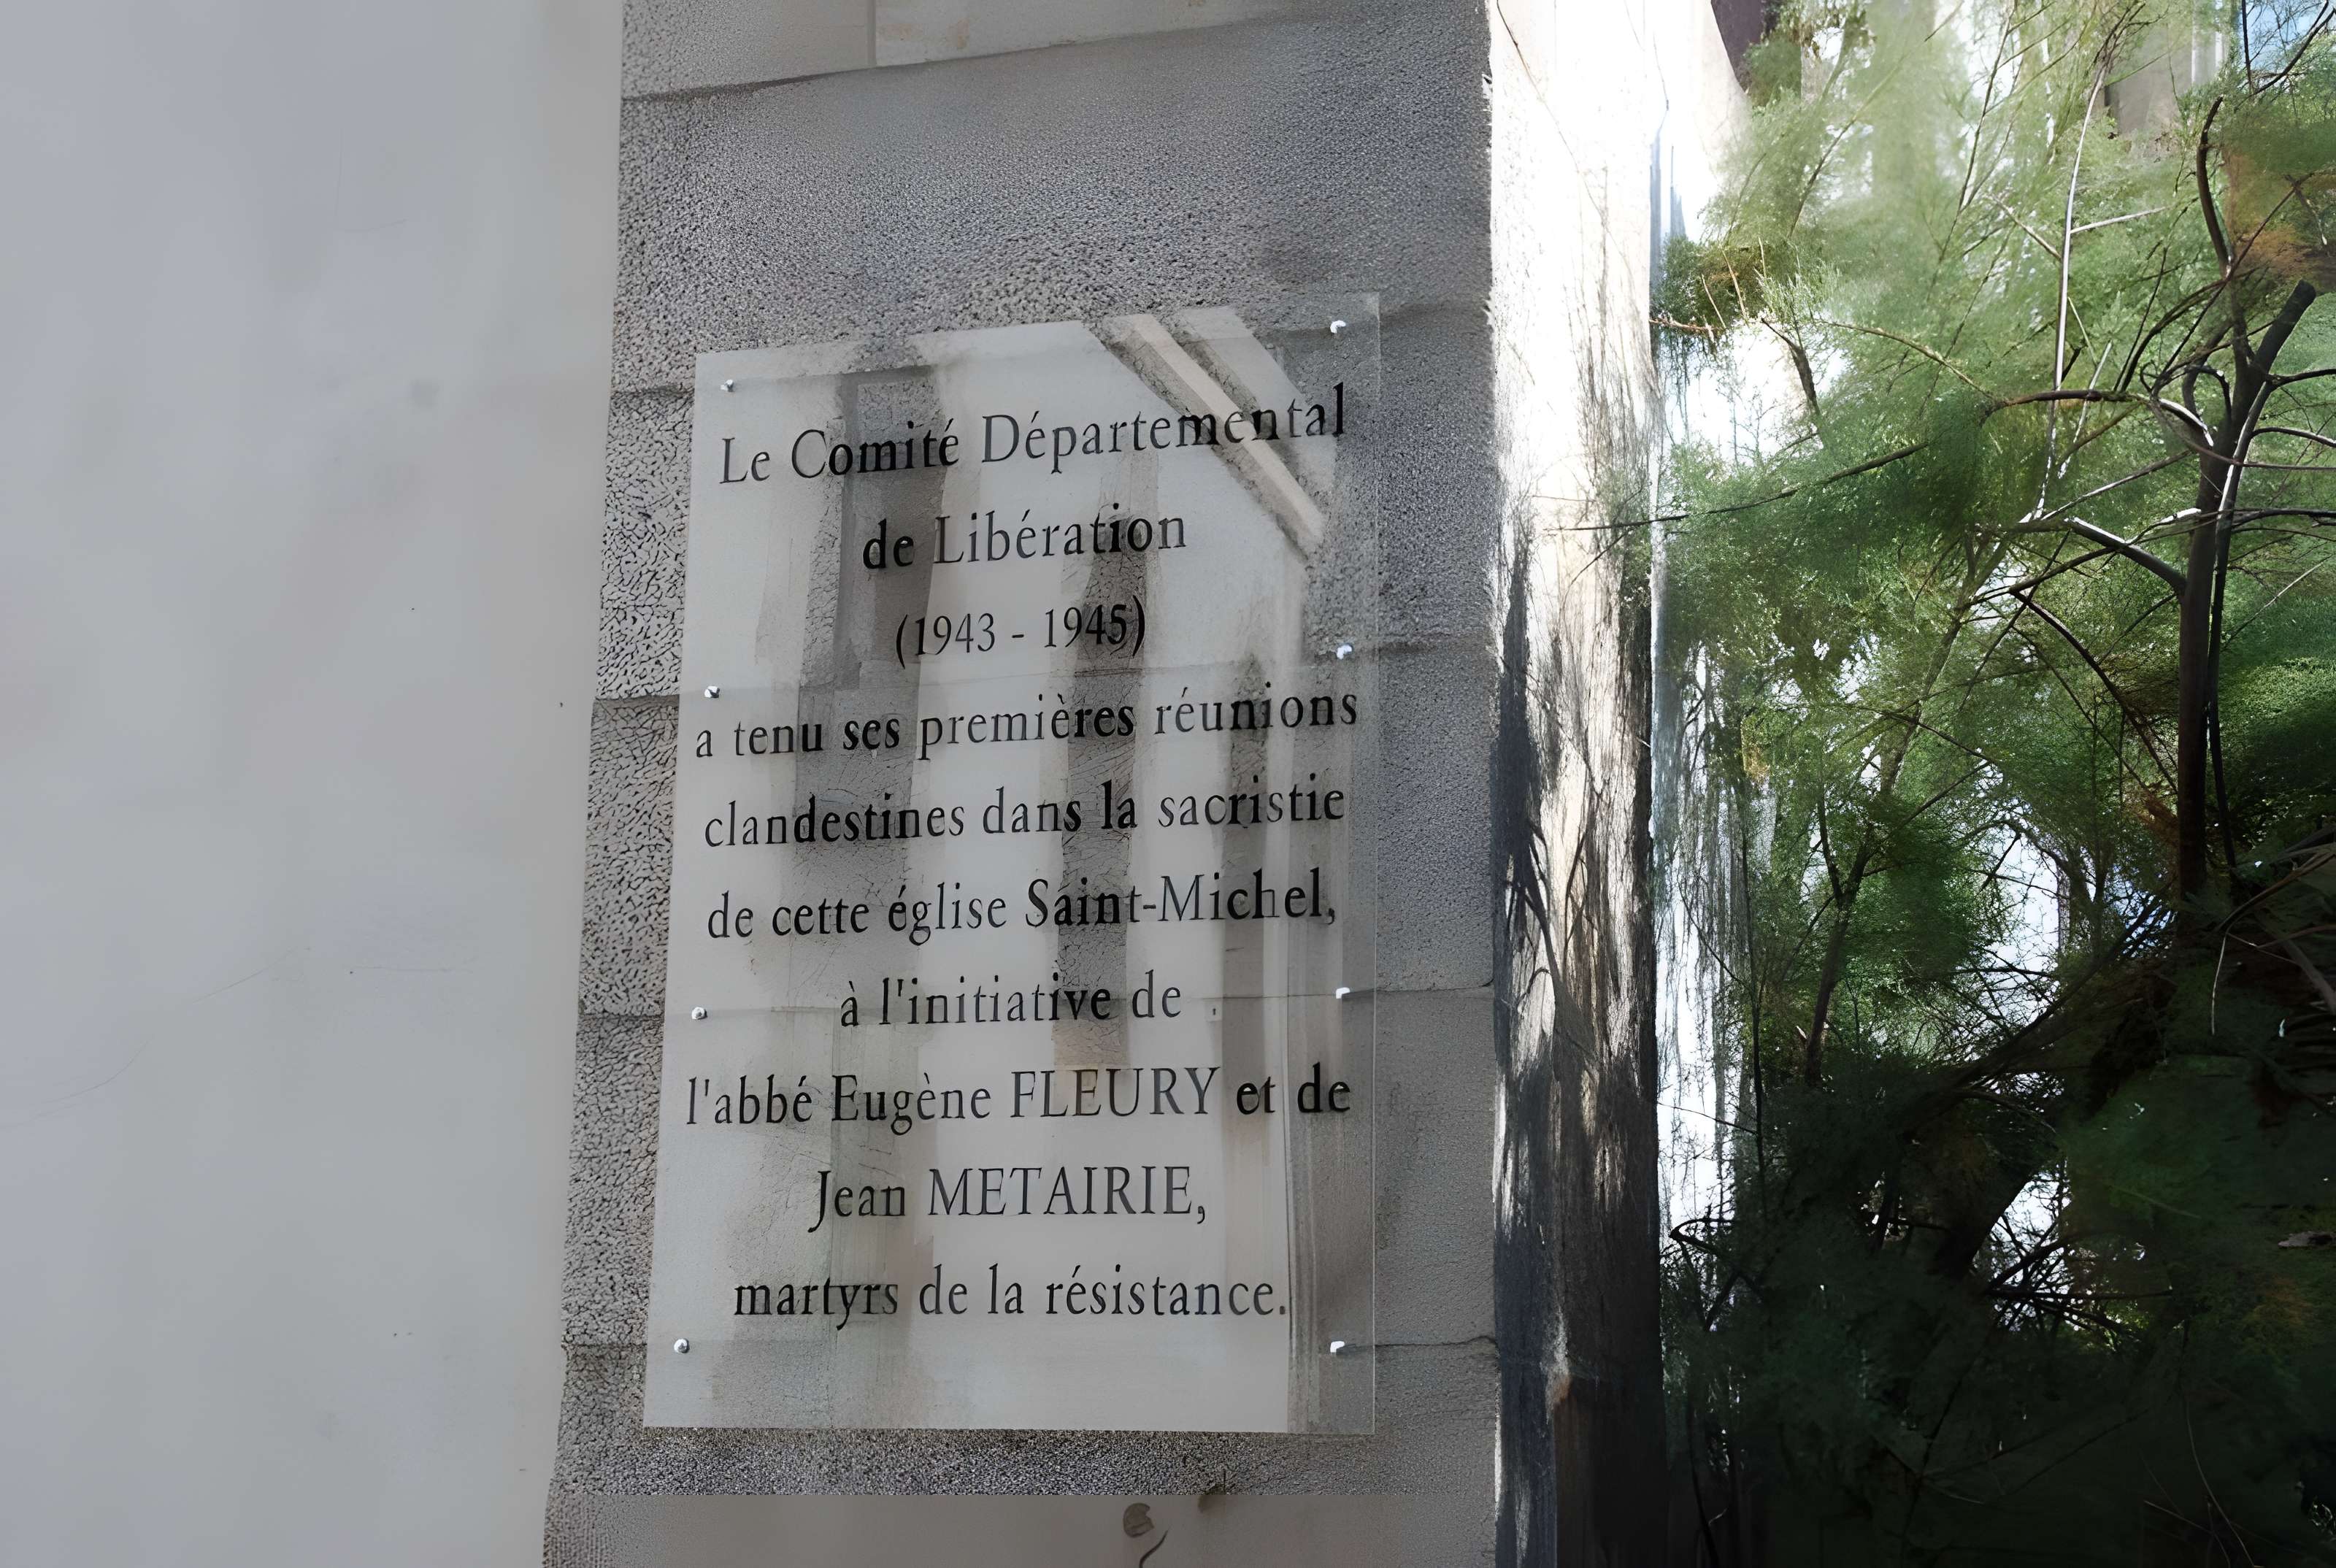 Le Comité Départemental
de Libération
(1943 - 1945)
a tenu ses premières réunions
clandestines dans la sacristie
de cette église Saint-Michel,
à l'initiative de
l'abbé Eugène FLEURY et de
Jean METAIRIE,
martyrs de la résistance.